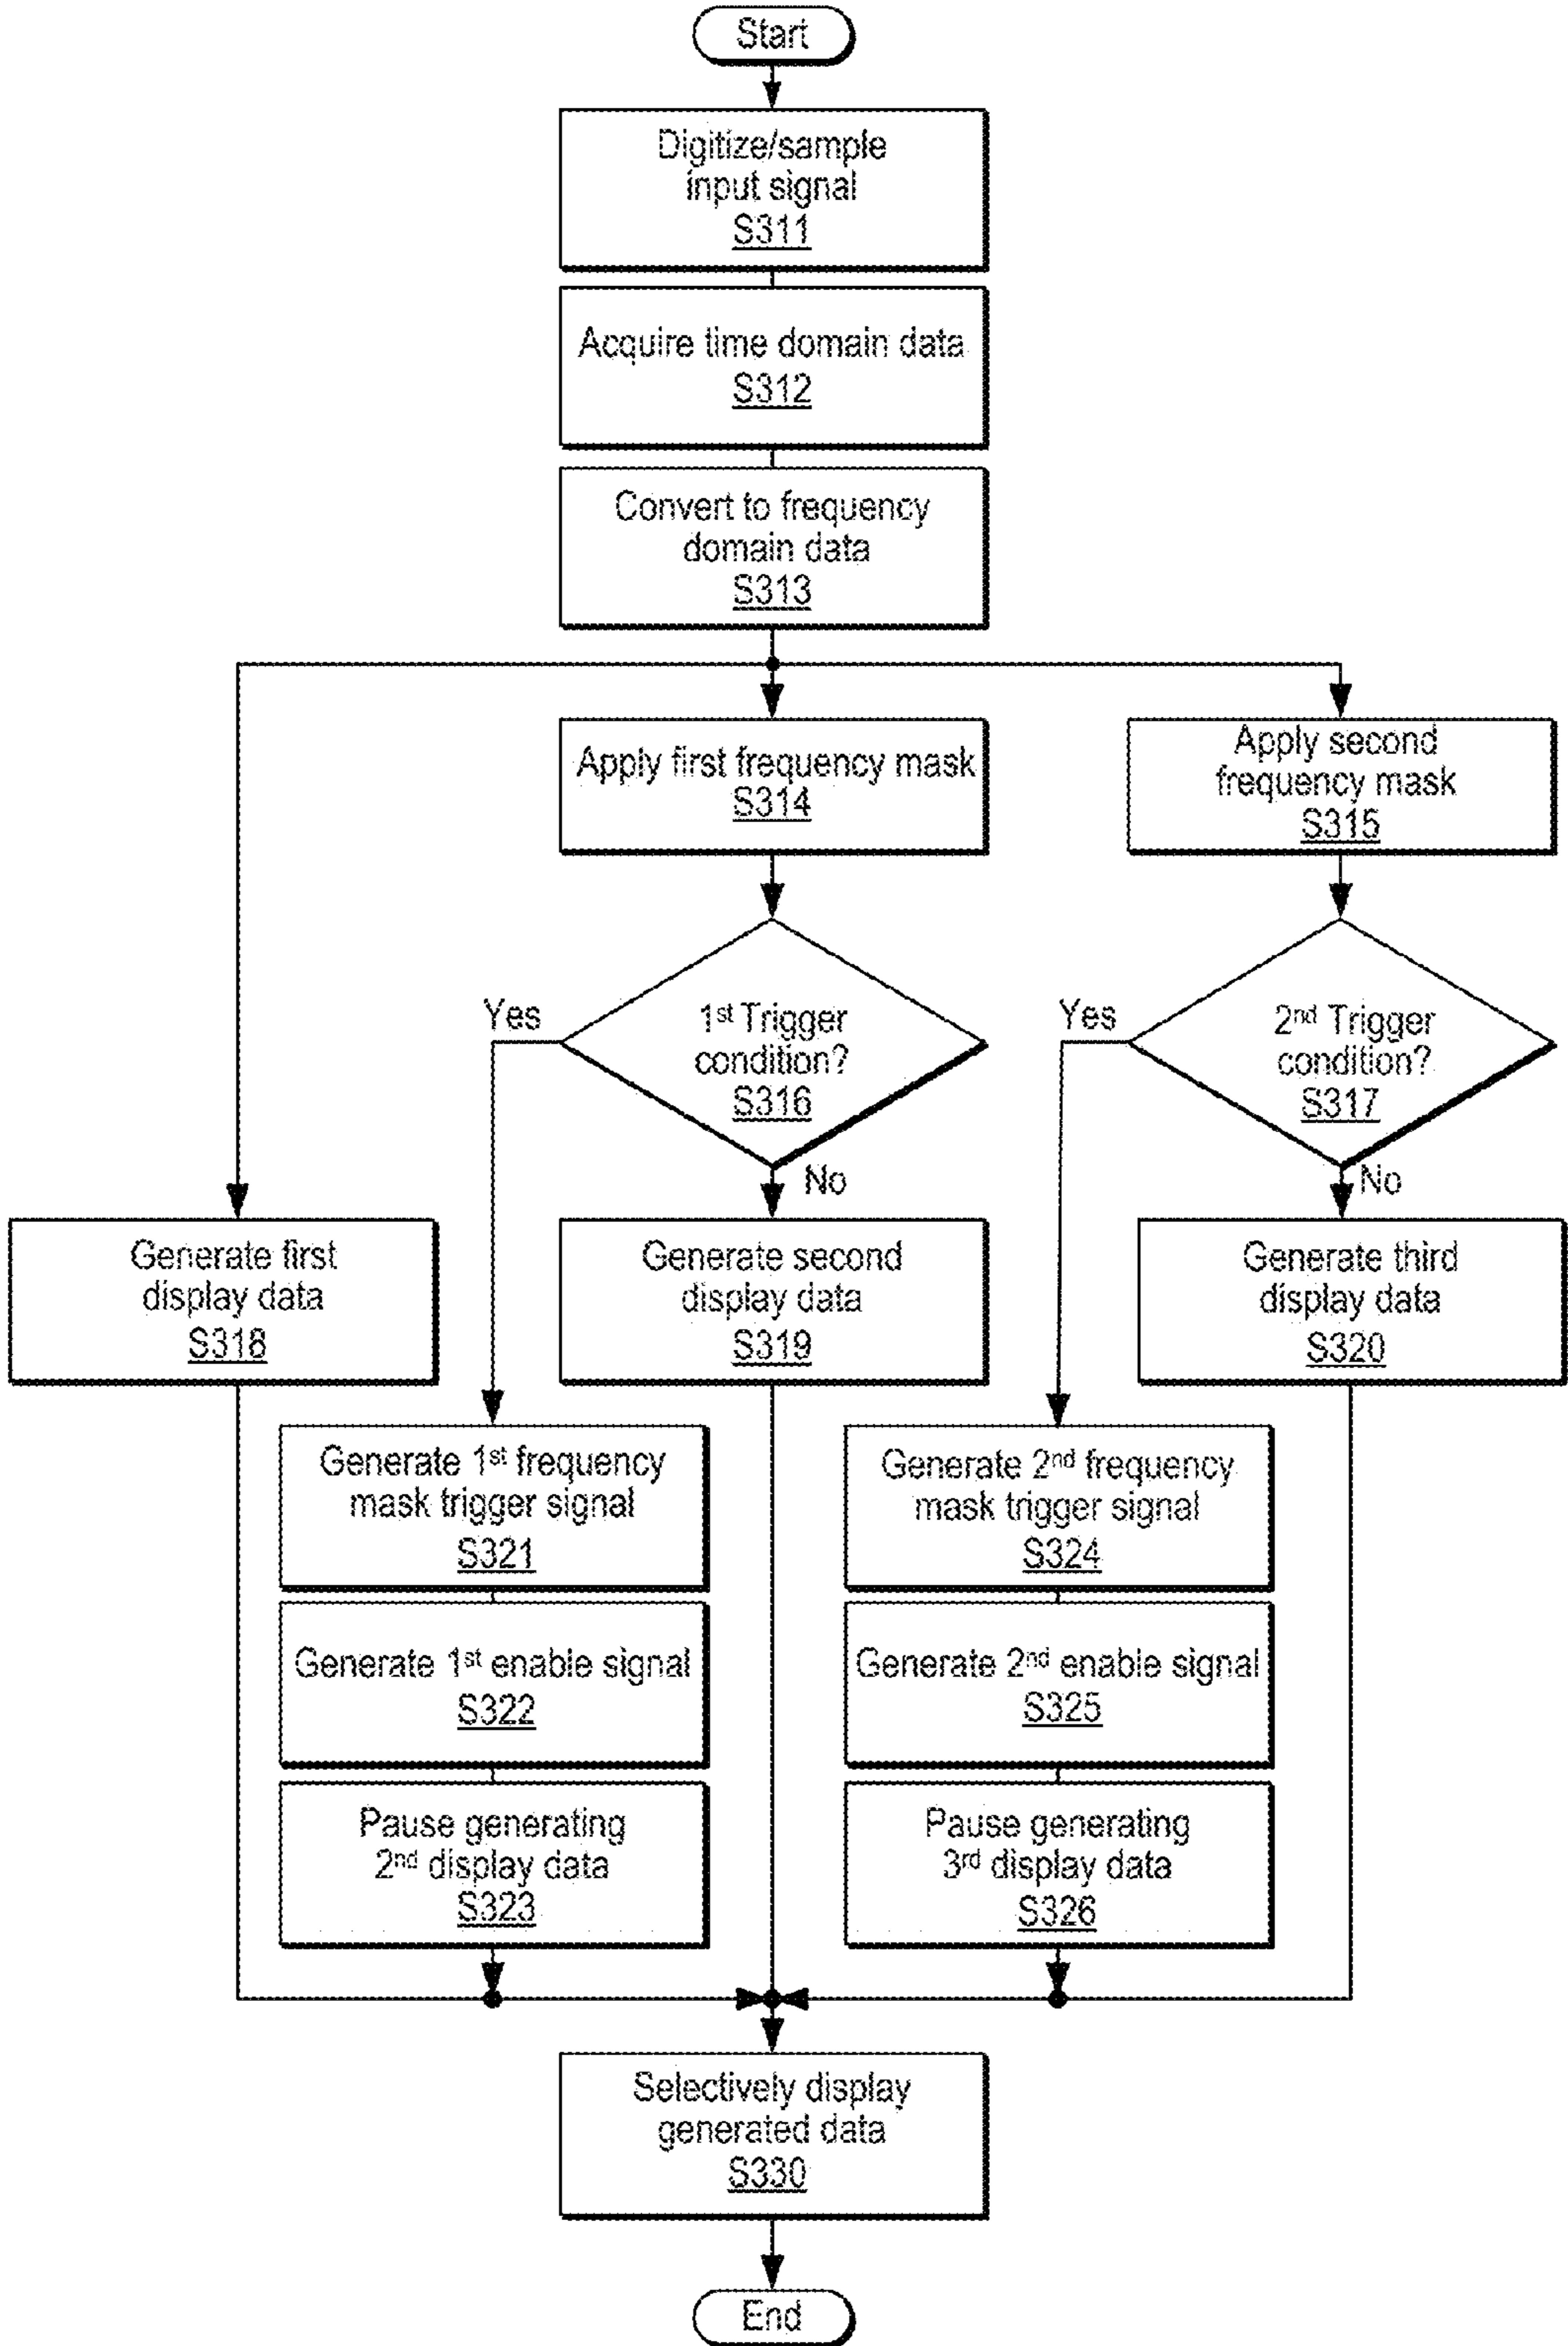 Start
Digitize/sample
input signal
S311
Acquire time domain data
S312
Convert to frequency
domain data
S313
Apply first frequency mask
S314
Apply second
frequency mask
S315
Yes
1st Trigger
condition?
S316
No
Yes
2nd Trigger
condition?
S317
No
Generate first
display data
S318
Generate second
display data
S319
Generate third
display data
S320
Generate 1st frequency
mask trigger signal
S321
Generate 1st enable signal
S322
Pause generating
2nd display data
S323
Generate 2nd frequency
mask trigger signal
S324
Generate 2nd enable signal
S325
Pause generating
3rd display data
S326
Selectively display
generated data
S330
End